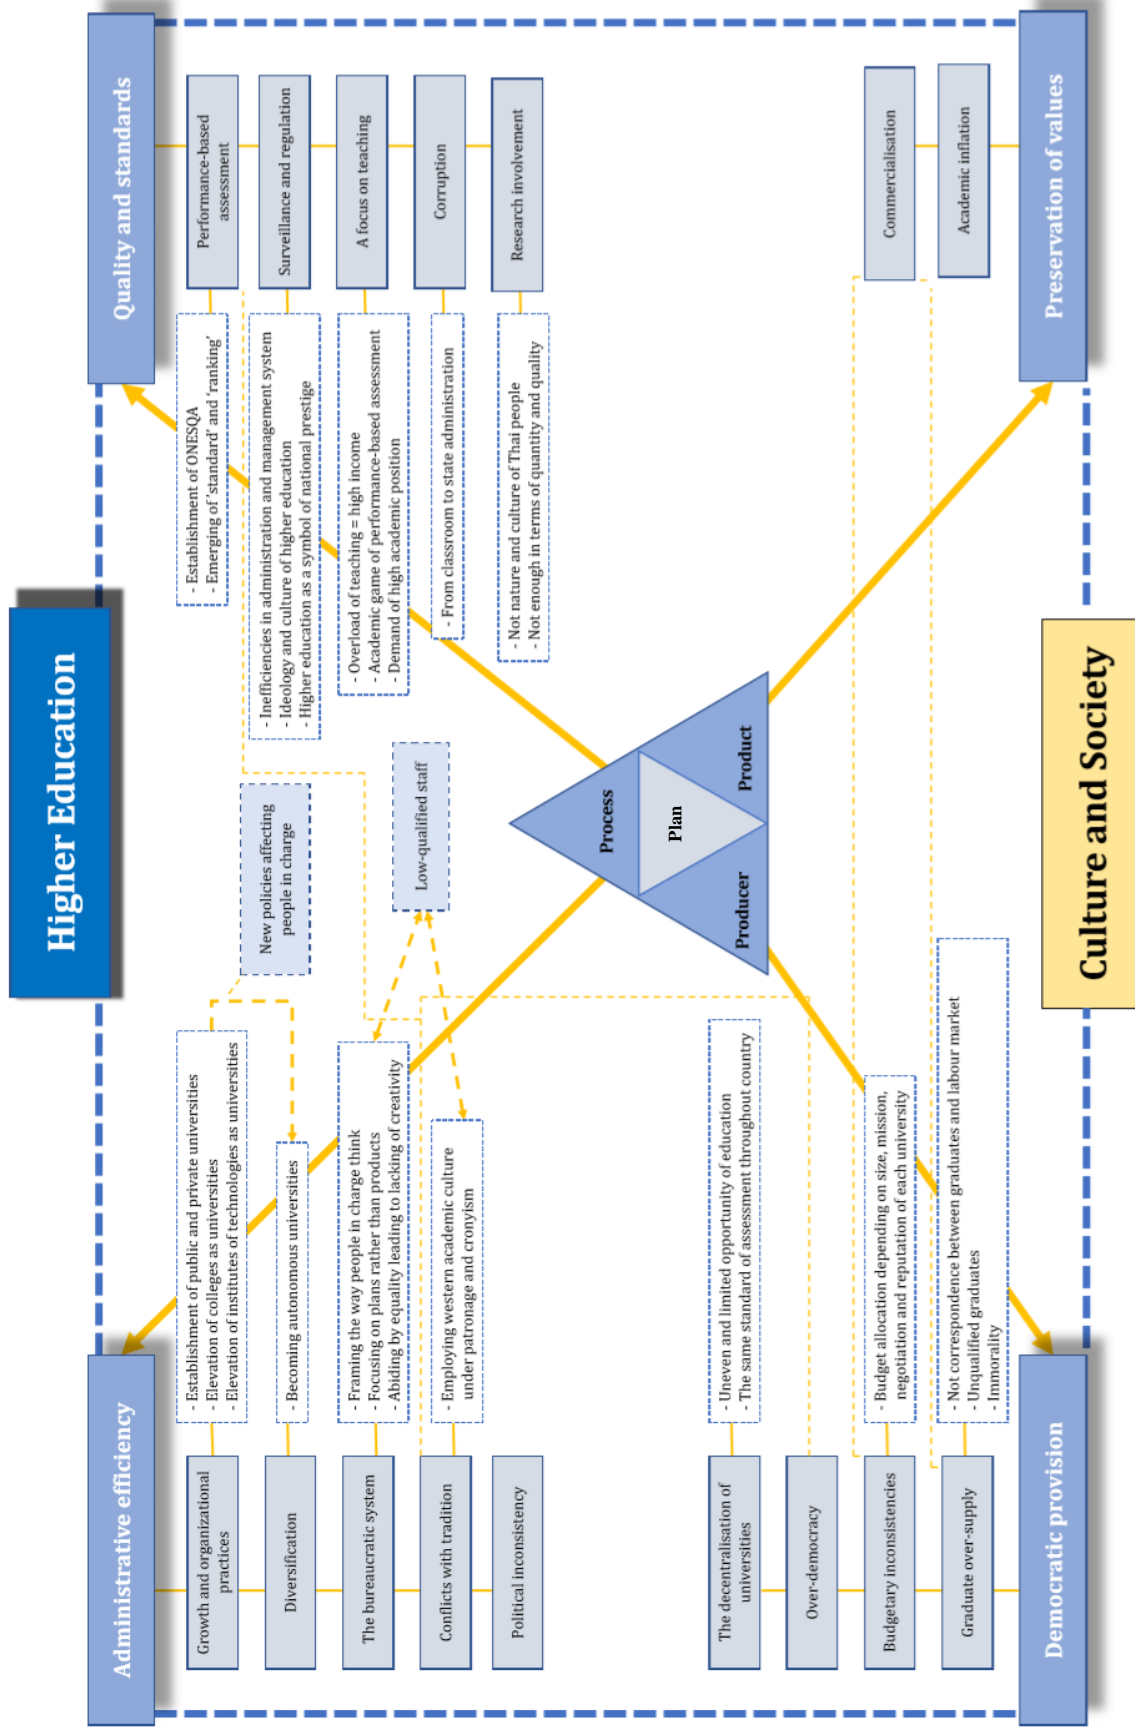 Higher Education
Administrative efficiency
Growth and organizational
practices
- Establishment of public and private universities
- Elevation of colleges as universities
- Elevation of institutes of technologies as universities
Diversification
- Becoming autonomous universities
The bureaucratic system
- Framing the way people in charge think
- Focusing on plans rather than products
- Abiding by equality leading to lacking of creativity
Conflicts with tradition
- Employing western academic culture
under patronage and cronyism
Political inconsistency
New policies affecting
people in charge
Low-qualified staff
Quality and standards
- Establishment of ONESQA
- Emerging of 'standard' and 'ranking'
Performance-based
assessment
- Inefficiencies in administration and management system
- Ideology and culture of higher education
- Higher education as a symbol of national prestige
Surveillance and regulation
- Overload of teaching = high income
- Academic game of performance-based assessment
- Demand of high academic position
A focus on teaching
- From classroom to state administration
Corruption
- Not nature and culture of Thai people
- Not enough in terms of quantity and quality
Research involvement
Process
Plan
Producer
Product
The decentralisation of
universities
- Uneven and limited opportunity of education
- The same standard of assessment throughout country
Over-democracy
Budgetary inconsistencies
- Budget allocation depending on size, mission,
negotiation and reputation of each university
Graduate over-supply
- Not correspondence between graduates and labour market
- Unqualified graduates
- Immorality
Democratic provision
Commercialisation
Academic inflation
Preservation of values
Culture and Society